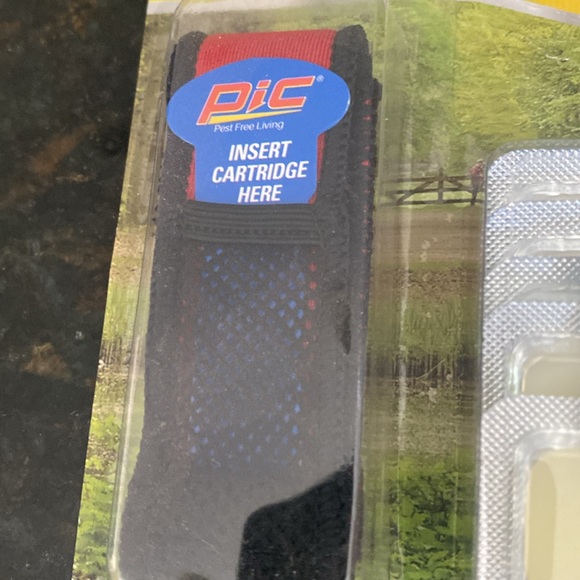 PiC®
Pest Free Living
INSERT
CARTRIDGE
HERE